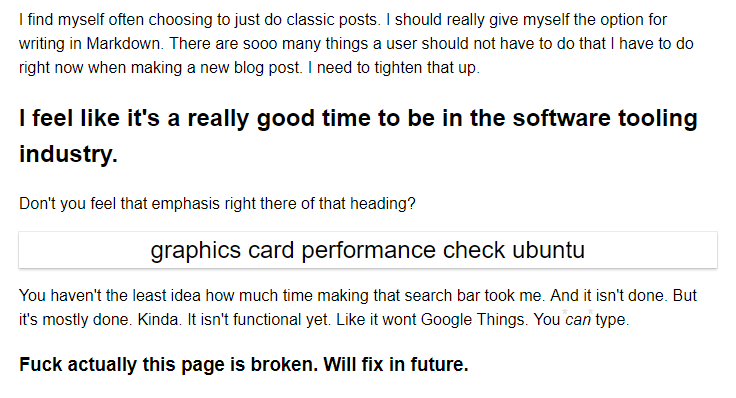 I find myself often choosing to just do classic posts. I should really give myself the option for
writing in Markdown. There are sooo many things a user should not have to do that I have to do
right now when making a new blog post. I need to tighten that up.
I feel like it's a really good time to be in the software tooling
industry.
Don't you feel that emphasis right there of that heading?
graphics card performance check ubuntu
You haven't the least idea how much time making that search bar took me. And it isn't done. But
it's mostly done. Kinda. It isn't functional yet. Like it wont Google Things. You can type.
Fuck actually this page is broken. Will fix in future.